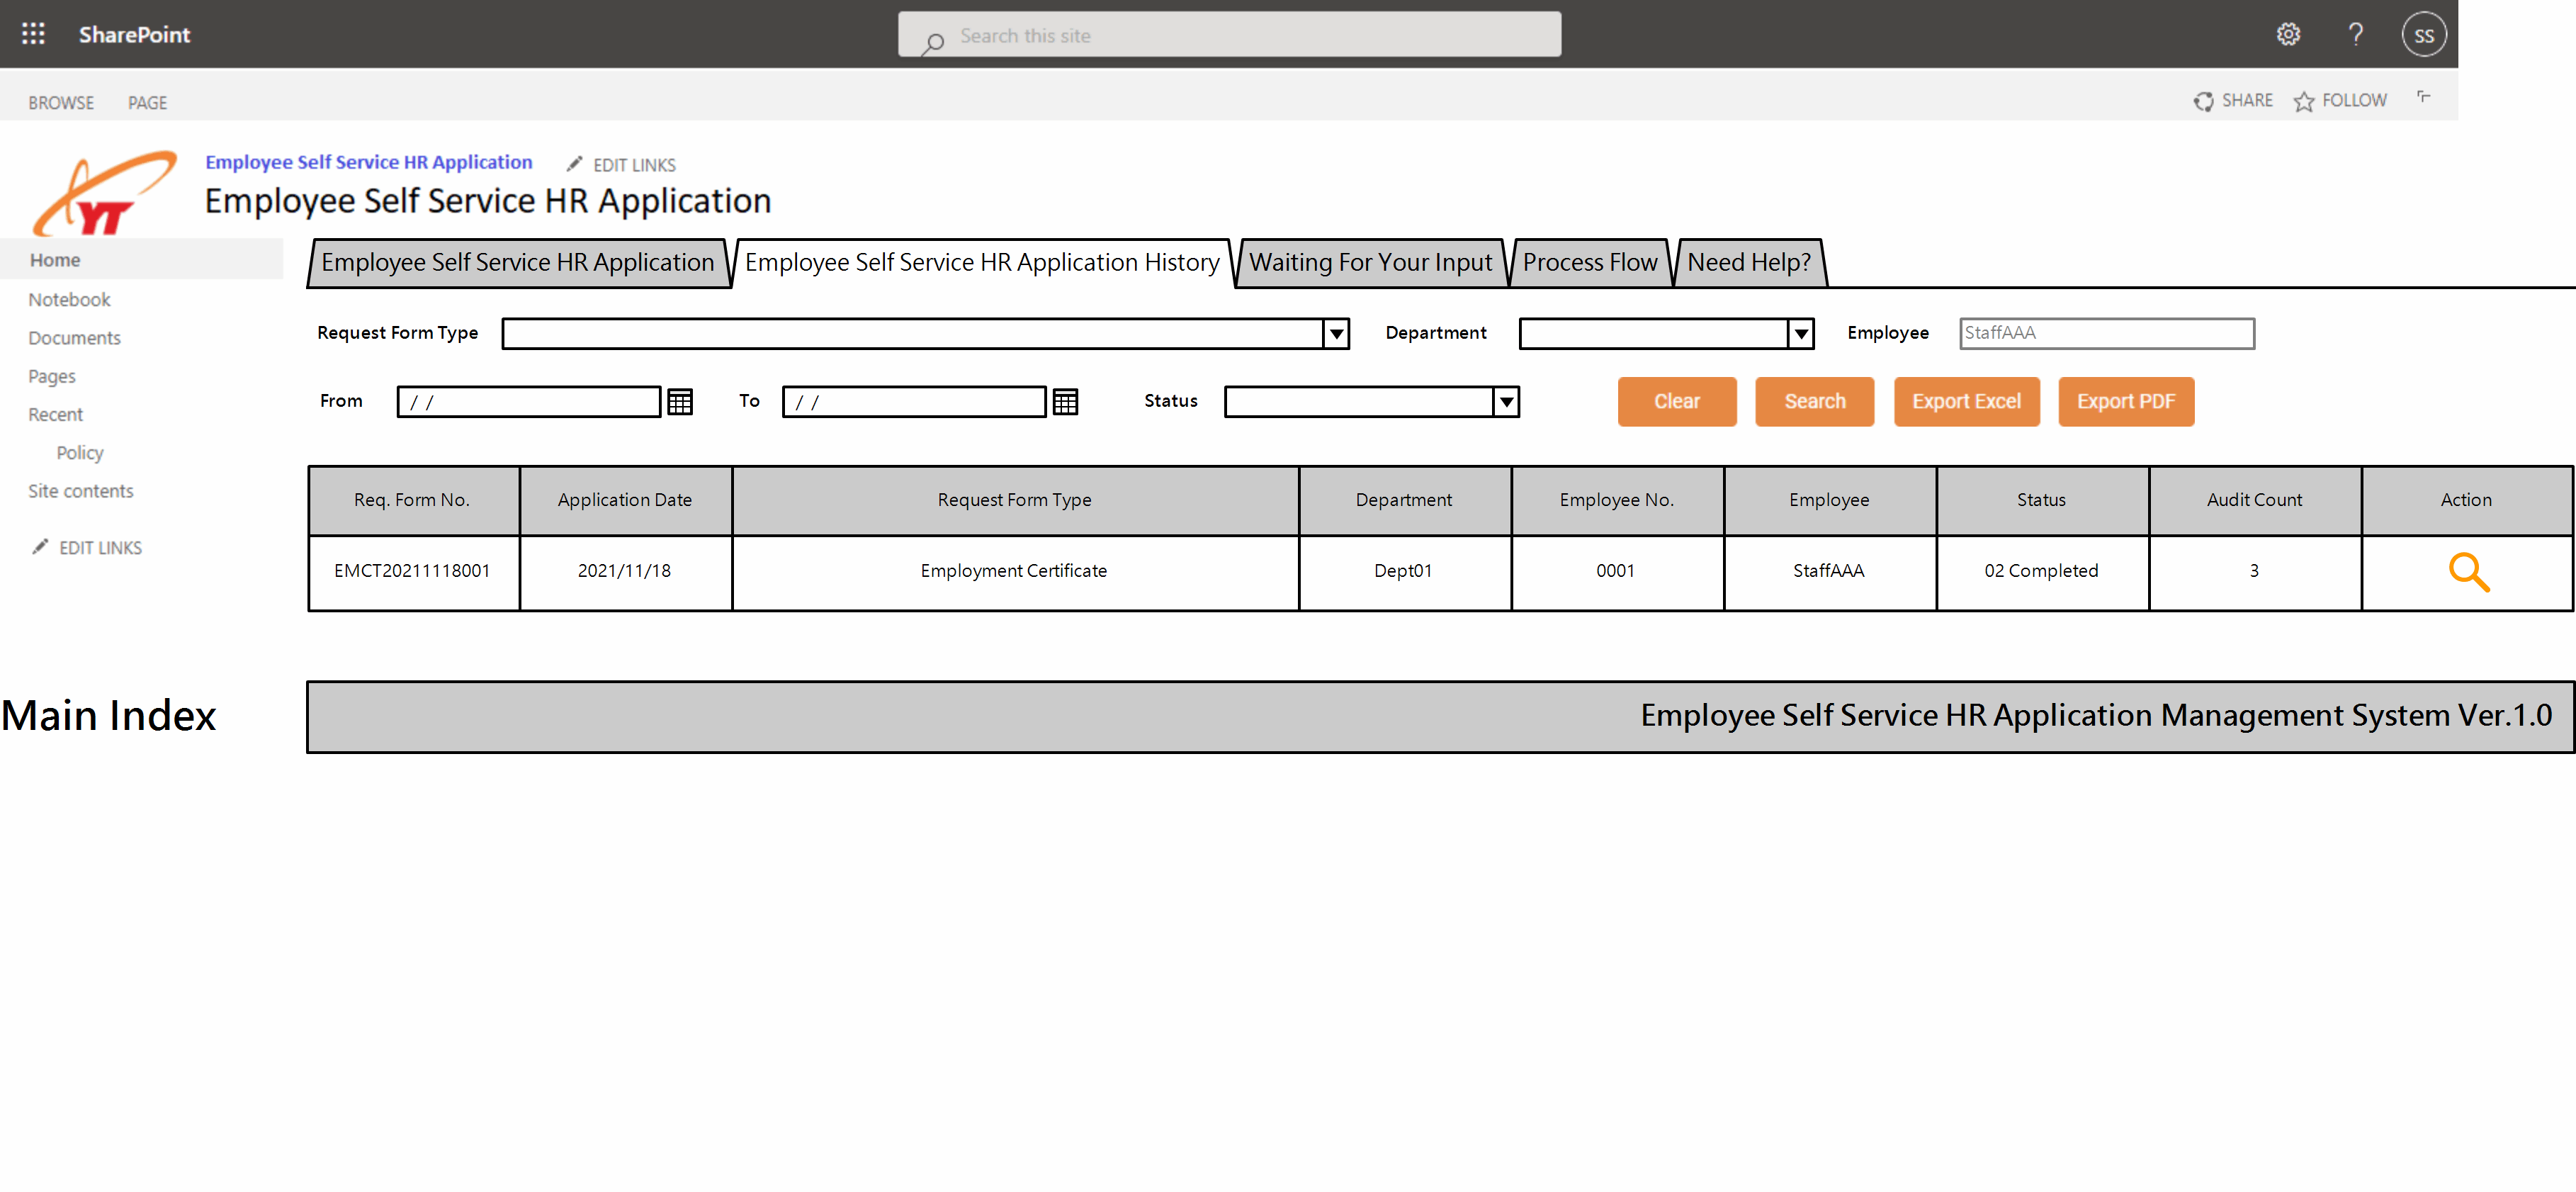 SharePoint
Search this site
?
SS
BROWSE PAGE
SHARE FOLLOW
YT
Employee Self Service HR Application EDIT LINKS
Employee Self Service HR Application
Home
Notebook
Documents
Pages
Recent
Policy
Site contents
EDIT LINKS
Employee Self Service HR Application Employee Self Service HR Application History Waiting For Your Input Process Flow Need Help?
Request Form Type Department Employee StaffAAA
From / / To / / Status Clear Search Export Excel Export PDF
Req. Form No. Application Date Request Form Type Department Employee No. Employee Status Audit Count Action
EMCT20211118001 2021/11/18 Employment Certificate Dept01 0001 StaffAAA 02 Completed 3
Main Index
Employee Self Service HR Application Management System Ver.1.0